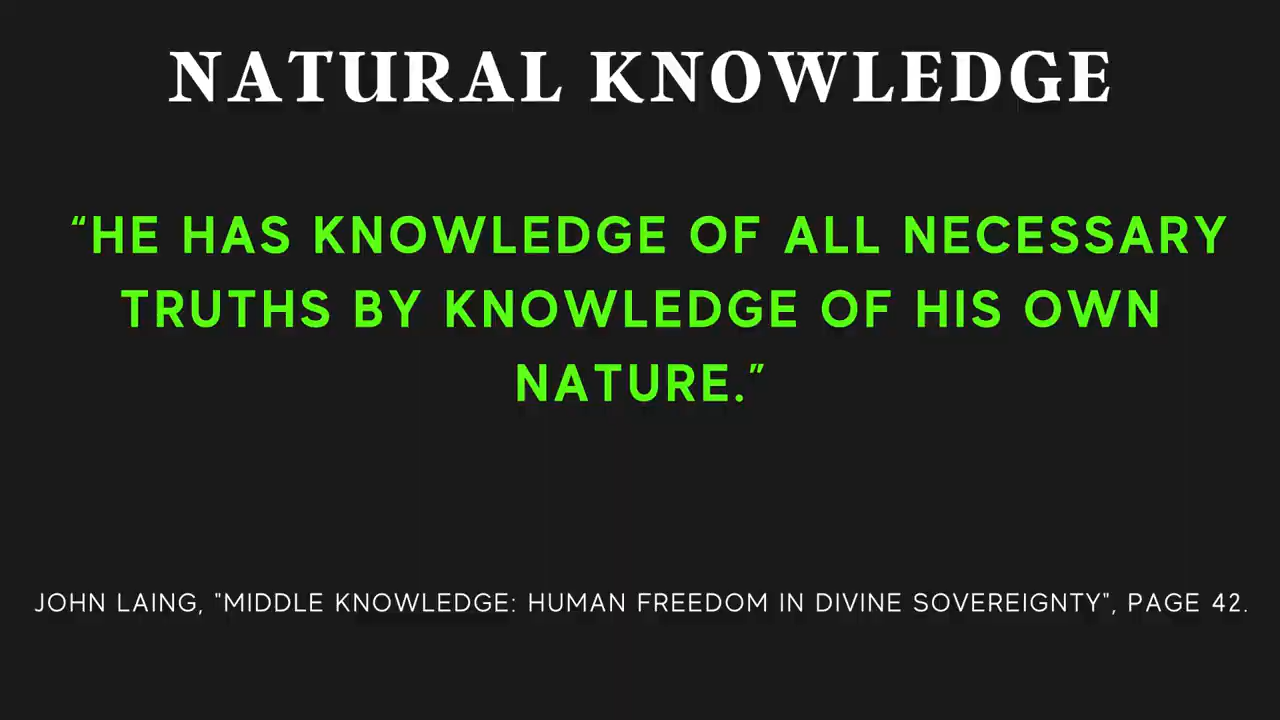 NATURAL KNOWLEDGE
“HE HAS KNOWLEDGE OF ALL NECESSARY
TRUTHS BY KNOWLEDGE OF HIS OWN
NATURE.”
JOHN LAING, "MIDDLE KNOWLEDGE: HUMAN FREEDOM IN DIVINE SOVEREIGNTY", PAGE 42.